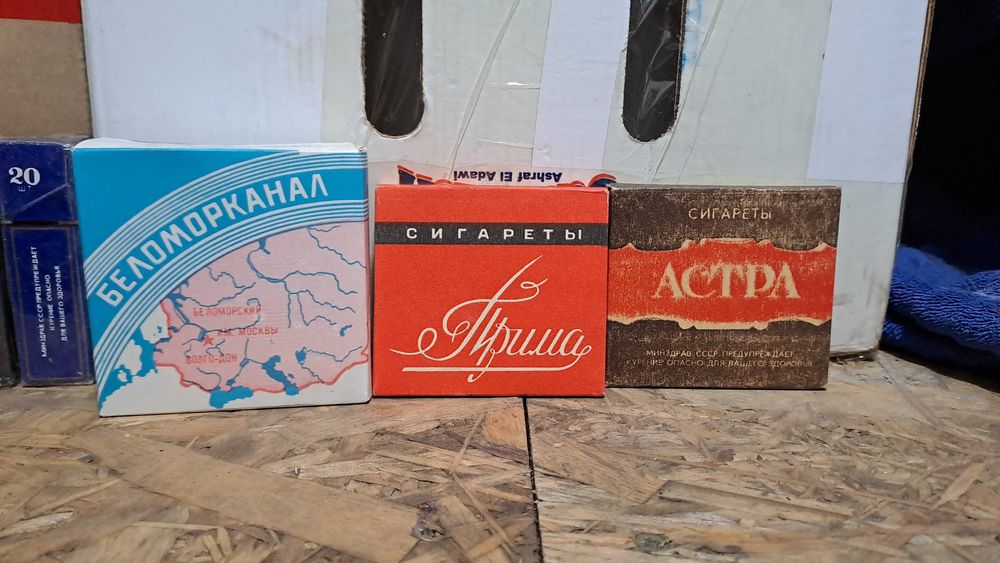 20
МИНЗДРАВ СССР ПРЕДУПРЕЖДАЕТ
КУРЕНИЕ ОПАСНО
ДЛЯ ВАШЕГО ЗДОРОВЬЯ
БЕЛОМОРКАНАЛ
БЕЛОМОРСКИЙ
ИМ. МОСКВЫ
ВОЛГО-ДОН
Ashraf El Adawi
СИГАРЕТЫ
Прима
СИГАРЕТЫ
АСТРА
МИНЗДРАВ СССР ПРЕДУПРЕЖДАЕТ
КУРЕНИЕ ОПАСНО ДЛЯ ВАШЕГО ЗДОРОВЬЯ